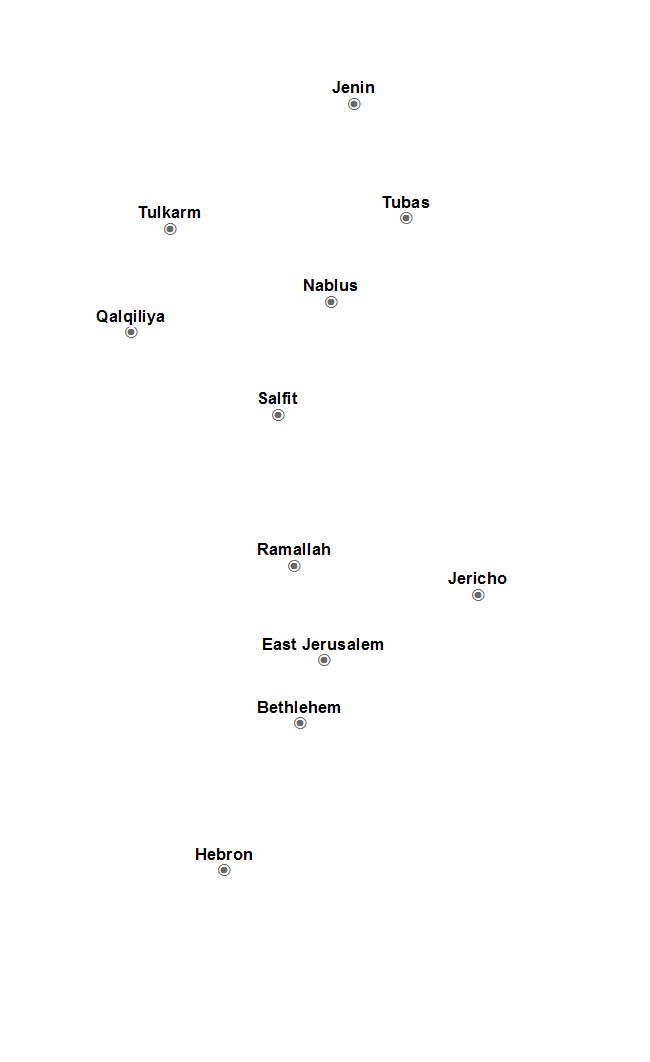 Jenin
Tubas
Tulkarm
Nablus
Qalqiliya
Salfit
Ramallah
Jericho
East Jerusalem
Bethlehem
Hebron